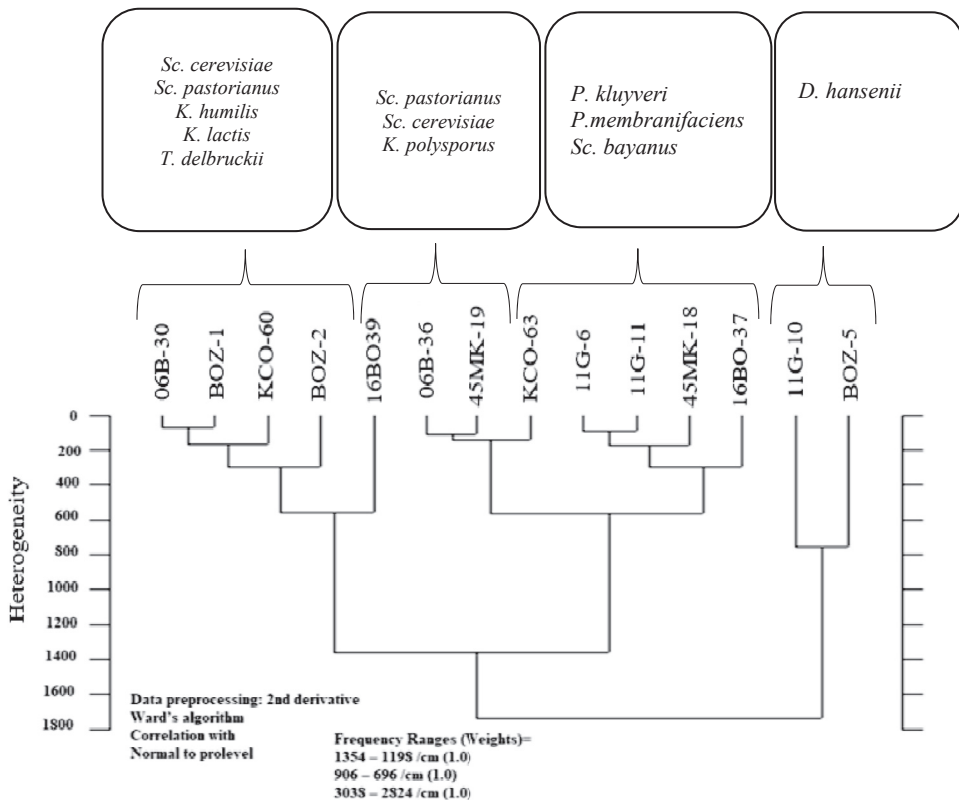 Sc. cerevisiae
Sc. pastorianus
K. humilis
K. lactis
T. delbruckii
Sc. pastorianus
Sc. cerevisiae
K. polysporus
P. kluyveri
P.membranifaciens
Sc. bayanus
D. hansenii
06B-30
BOZ-1
KCO-60
BOZ-2
16BO39
06B-36
45MK-19
KCO-63
11G-6
11G-11
45MK-18
16BO-37
11G-10
BOZ-5
Heterogeneity
0
200
400
600
800
1000
1200
1400
1600
1800
Data preprocessing: 2nd derivative
Ward's algorithm
Correlation with
Normal to prolevel
Frequency Ranges (Weights)=
1354 – 1198 /cm (1.0)
906 – 696 /cm (1.0)
3038 – 2824 /cm (1.0)